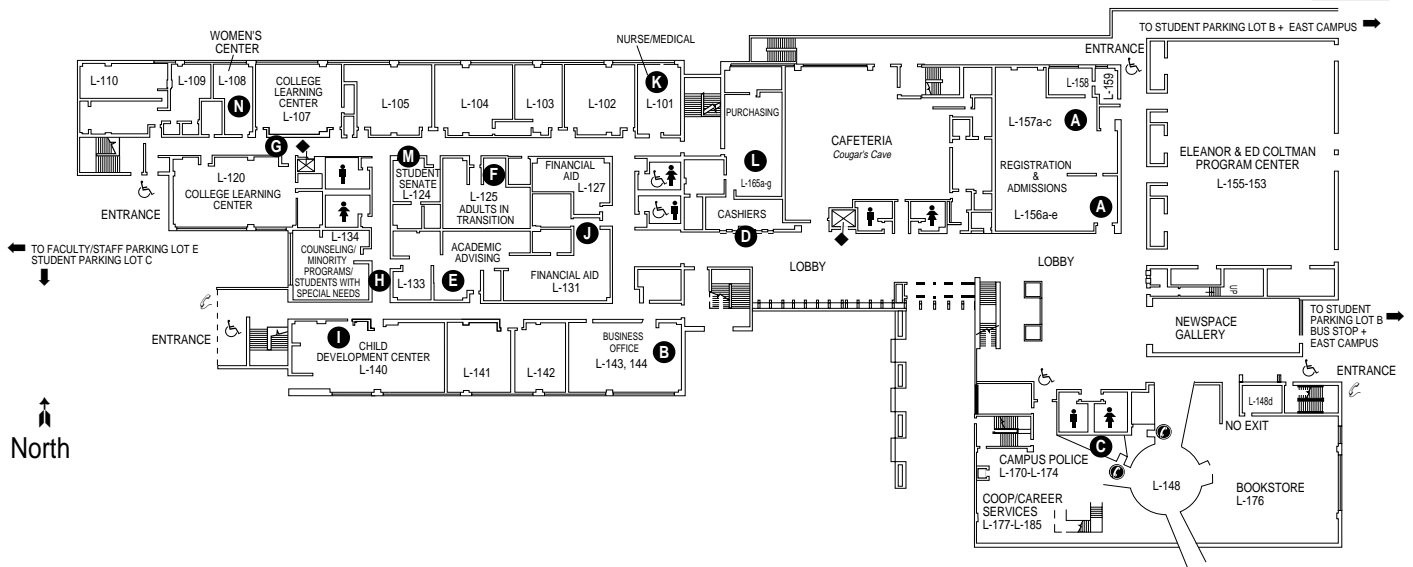 TO STUDENT PARKING LOT B + EAST CAMPUS
ENTRANCE
WOMEN'S
CENTER
NURSE/MEDICAL
L-110
L-109
L-108
N
COLLEGE
LEARNING
CENTER
L-107
L-105
L-104
L-103
L-102
K
L-101
PURCHASING
L
L-165a-g
CAFETERIA
Cougar's Cave
L-158
L-159
L-157a-c
A
REGISTRATION
&
ADMISSIONS
L-156a-e
A
ELEANOR & ED COLTMAN
PROGRAM CENTER
L-155-153
G
L-120
COLLEGE LEARNING
CENTER
ENTRANCE
M
STUDENT
SENATE
L-124
F
L-125
ADULTS IN
TRANSITION
FINANCIAL
AID
L-127
CASHIERS
D
J
TO FACULTY/STAFF PARKING LOT E
STUDENT PARKING LOT C
L-134
COUNSELING/
MINORITY
PROGRAMS/
STUDENTS WITH
SPECIAL NEEDS
H
L-133
ACADEMIC
ADVISING
E
FINANCIAL AID
L-131
LOBBY
LOBBY
UP
NEWSPACE
GALLERY
TO STUDENT
PARKING LOT B
BUS STOP +
EAST CAMPUS
ENTRANCE
ENTRANCE
I
CHILD
DEVELOPMENT CENTER
L-140
L-141
L-142
BUSINESS
OFFICE
L-143, 144
B
North
L-148d
NO EXIT
C
CAMPUS POLICE
L-170-L-174
COOP/CAREER
SERVICES
L-177-L-185
L-148
BOOKSTORE
L-176